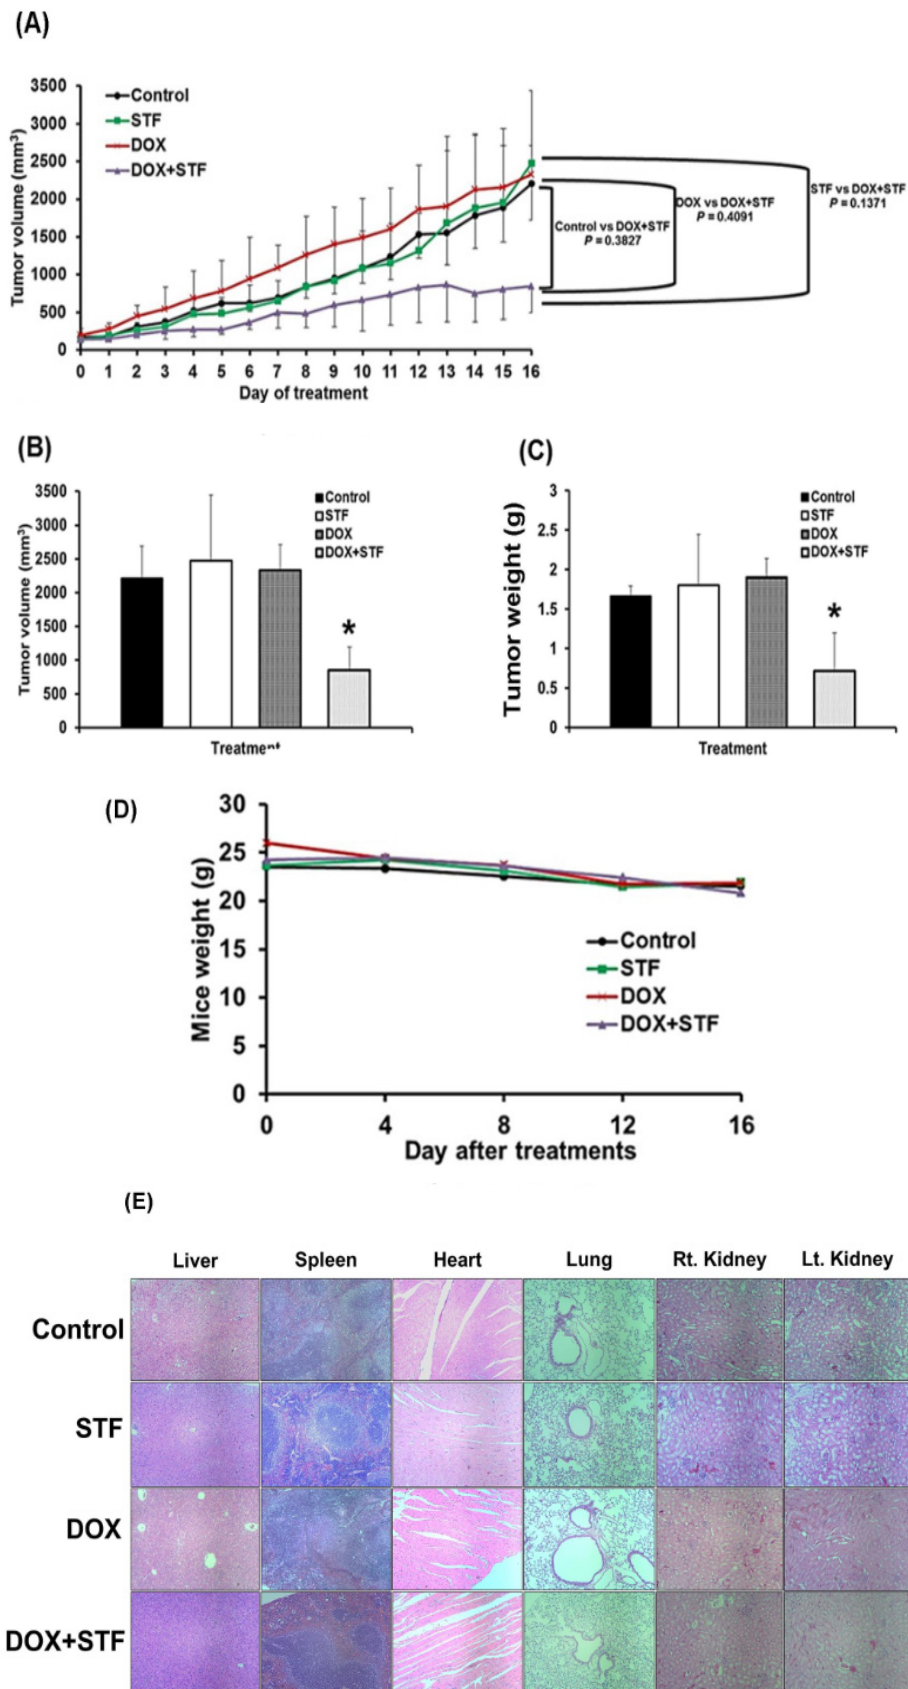 (A)
3500
3000
2500
2000
1500
1000
500
0
Tumor volume (mm³)
Control
STF
DOX
DOX+STF
0 1 2 3 4 5 6 7 8 9 10 11 12 13 14 15 16
Day of treatment
Control vs DOX+STF
P = 0.3827
DOX vs DOX+STF
P = 0.4091
STF vs DOX+STF
P = 0.1371
(B)
3500
3000
2500
2000
1500
1000
500
0
Tumor volume (mm³)
Control
STF
DOX
DOX+STF
*
Treatment
(C)
3
2.5
2
1.5
1
0.5
0
Tumor weight (g)
Control
STF
DOX
DOX+STF
*
Treatment
(D)
30
25
20
15
10
5
0
Mice weight (g)
Control
STF
DOX
DOX+STF
0 4 8 12 16
Day after treatments
(E)
Liver Spleen Heart Lung Rt. Kidney Lt. Kidney
Control
STF
DOX
DOX+STF